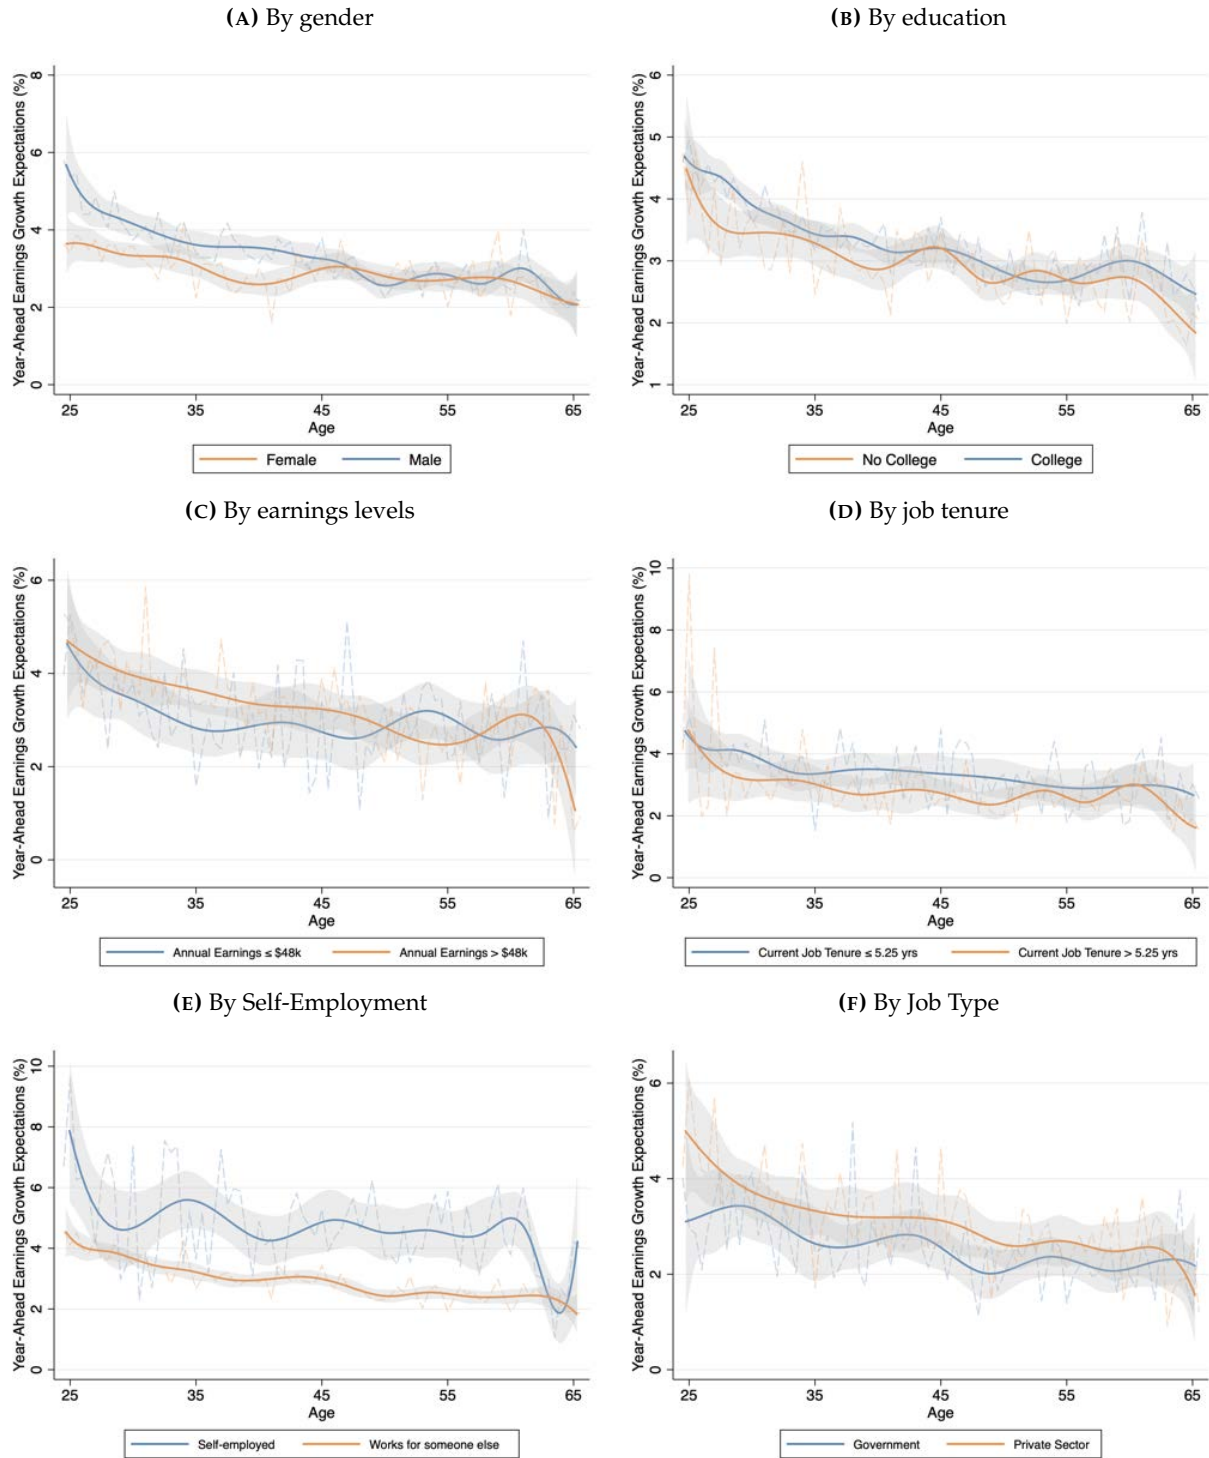 (A) By gender
Year-Ahead Earnings Growth Expectations (%)
8
6
4
2
0
25 35 45 55 65
Age
Female Male
(B) By education
Year-Ahead Earnings Growth Expectations (%)
6
5
4
3
2
1
25 35 45 55 65
Age
No College College
(C) By earnings levels
Year-Ahead Earnings Growth Expectations (%)
6
4
2
0
25 35 45 55 65
Age
Annual Earnings ≤ $48k Annual Earnings > $48k
(D) By job tenure
Year-Ahead Earnings Growth Expectations (%)
10
8
6
4
2
0
25 35 45 55 65
Age
Current Job Tenure ≤ 5.25 yrs Current Job Tenure > 5.25 yrs
(E) By Self-Employment
Year-Ahead Earnings Growth Expectations (%)
10
8
6
4
2
0
25 35 45 55 65
Age
Self-employed Works for someone else
(F) By Job Type
Year-Ahead Earnings Growth Expectations (%)
6
4
2
0
25 35 45 55 65
Age
Government Private Sector